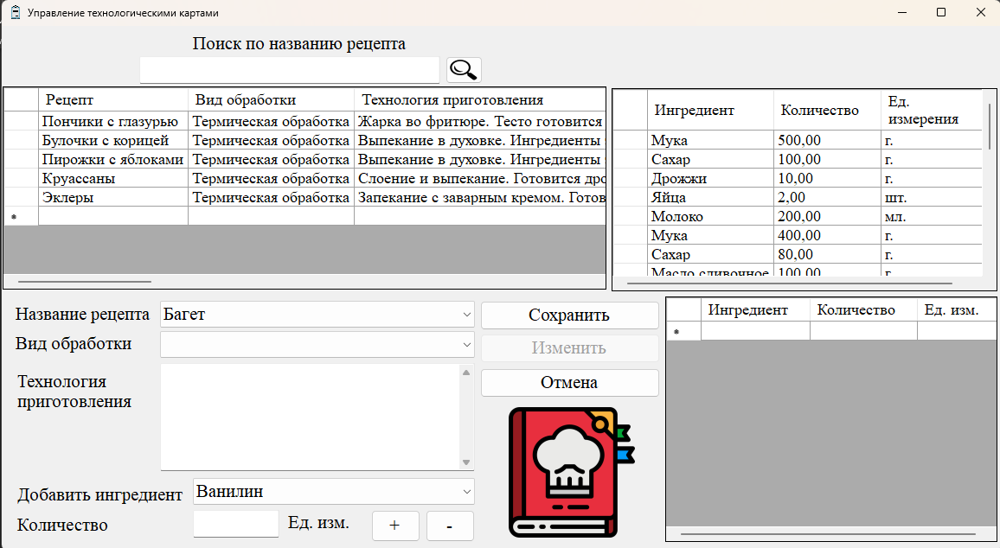 Управление технологическими картами
Поиск по названию рецепта
Рецепт Вид обработки Технология приготовления
Пончики с глазурью Термическая обработка Жарка во фритюре. Тесто готовится
Булочки с корицей Термическая обработка Выпекание в духовке. Ингредиенты
Пирожки с яблоками Термическая обработка Выпекание в духовке. Ингредиенты
Круассаны Термическая обработка Слоение и выпекание. Готовится
Эклеры Термическая обработка Запекание с заварным кремом.
Ингредиент Количество Ед.
измерения
Мука 500,00 г.
Сахар 100,00 г.
Дрожжи 10,00 г.
Яйца 2,00 шт.
Молоко 200,00 мл.
Мука 400,00 г.
Сахар 80,00 г.
Масло сливочное 100,00 г.
Название рецепта Багет
Вид обработки
Технология
приготовления
Добавить ингредиент Ванилин
Количество Ед. изм. + -
Сохранить
Изменить
Отмена
Ингредиент Количество Ед. изм.